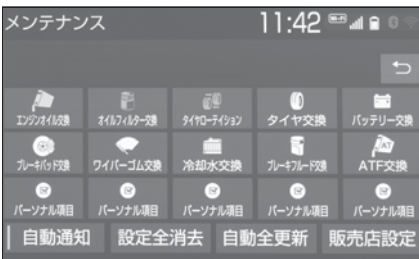 メンテナンス 11:42 Wi-Fi
エンジンオイル交換 オイルフィルター交換 タイヤローテイション タイヤ交換 バッテリー交換
ブレーキパッド交換 ワイパーゴム交換 冷却水交換 ブレーキフルード交換 AT ATF交換
パーソナル項目 パーソナル項目 パーソナル項目 パーソナル項目 パーソナル項目
自動通知 設定全消去 自動全更新 販売店設定